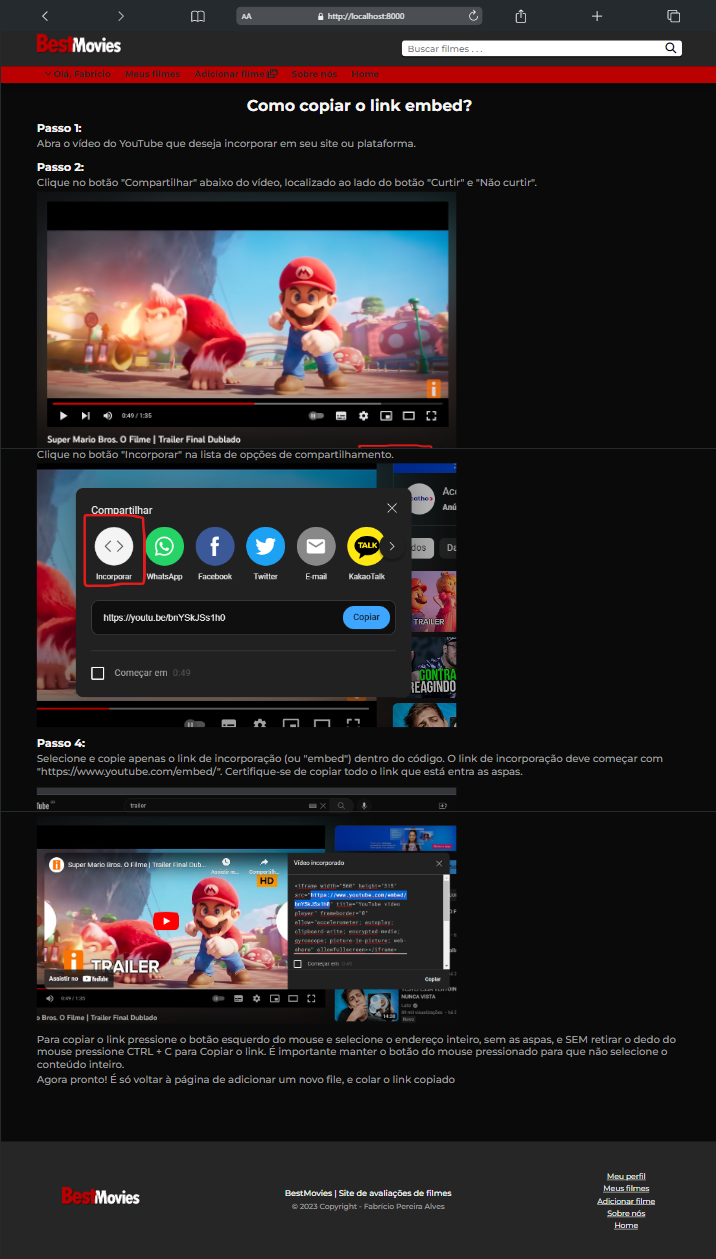 AA
http://localhost:8000
BestMovies
Buscar filmes . . .
Olá, Fabrício
Meus filmes
Adicionar filme
Sobre nós
Home
Como copiar o link embed?
Passo 1:
Abra o vídeo do YouTube que deseja incorporar em seu site ou plataforma.
Passo 2:
Clique no botão "Compartilhar" abaixo do vídeo, localizado ao lado do botão "Curtir" e "Não curtir".
0:49 / 1:35
Super Mario Bros. O Filme | Trailer Final Dublado
Clique no botão "Incorporar" na lista de opções de compartilhamento.
Compartilhar
Incorporar
WhatsApp
Facebook
Twitter
E-mail
TALK
KakaoTalk
https://youtu.be/bnYSkJSs1h0
Copiar
Começar em 0:49
TRAILER
CONTRA
REAGINDO
Passo 4:
Selecione e copie apenas o link de incorporação (ou "embed") dentro do código. O link de incorporação deve começar com
"https://www.youtube.com/embed/". Certifique-se de copiar todo o link que está entra as aspas.
Tube
trailer
Super Mario Bros. O Filme | Trailer Final Dub...
HD
TRAILER
Assistir no YouTube
Vídeo incorporado
<iframe width="560" height="315"
src="https://www.youtube.com/embed/
bnYSkJSs1h0" title="YouTube video
player" frameborder="0"
allow="accelerometer; autoplay;
clipboard-write; encrypted-media;
gyroscope; picture-in-picture; web-
share" allowfullscreen></iframe>
Começar em 0:49
Copiar
0:49 / 1:35
os Bros. O Filme | Trailer Final Dublado
NUNCA VISTA
14:28
Para copiar o link pressione o botão esquerdo do mouse e selecione o endereço inteiro, sem as aspas, e SEM retirar o dedo do
mouse pressione CTRL + C para Copiar o link. É importante manter o botão do mouse pressionado para que não selecione o
conteúdo inteiro.
Agora pronto! É só voltar à página de adicionar um novo file, e colar o link copiado
BestMovies
BestMovies | Site de avaliações de filmes
© 2023 Copyright - Fabrício Pereira Alves
Meu perfil
Meus filmes
Adicionar filme
Sobre nós
Home